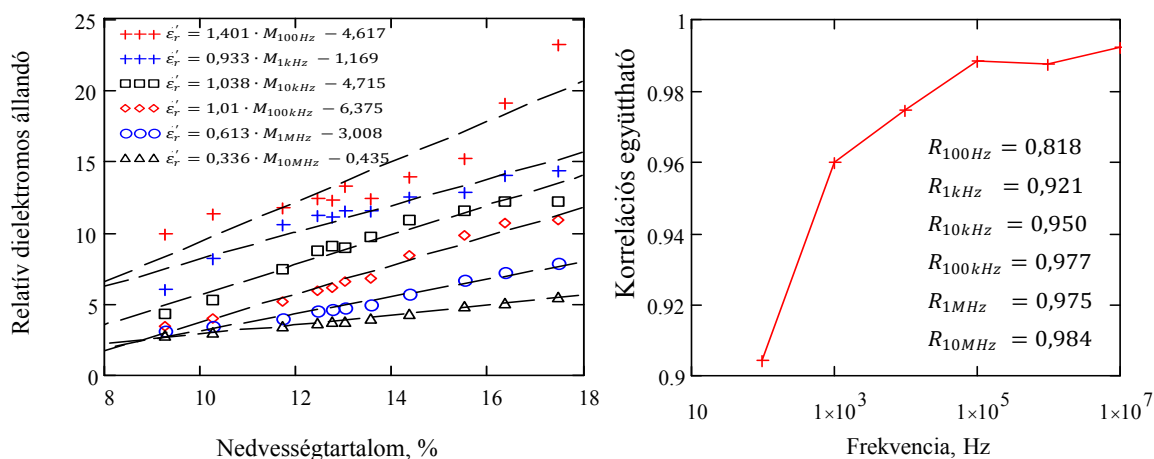 Relatív dielektromos állandó
25
20
15
10
5
0
ε̇ᵣ′ = 1,401 · M₁₀₀Hz − 4,617
ε̇ᵣ′ = 0,933 · M₁kHz − 1,169
ε̇ᵣ′ = 1,038 · M₁₀kHz − 4,715
ε̇ᵣ′ = 1,01 · M₁₀₀kHz − 6,375
ε̇ᵣ′ = 0,613 · M₁MHz − 3,008
ε̇ᵣ′ = 0,336 · M₁₀MHz − 0,435
8 10 12 14 16 18
Nedvességtartalom, %
Korrelációs együttható
1
0.98
0.96
0.94
0.92
0.9
R₁₀₀Hz = 0,818
R₁kHz = 0,921
R₁₀kHz = 0,950
R₁₀₀kHz = 0,977
R₁MHz = 0,975
R₁₀MHz = 0,984
10 1×10³ 1×10⁵ 1×10⁷
Frekvencia, Hz